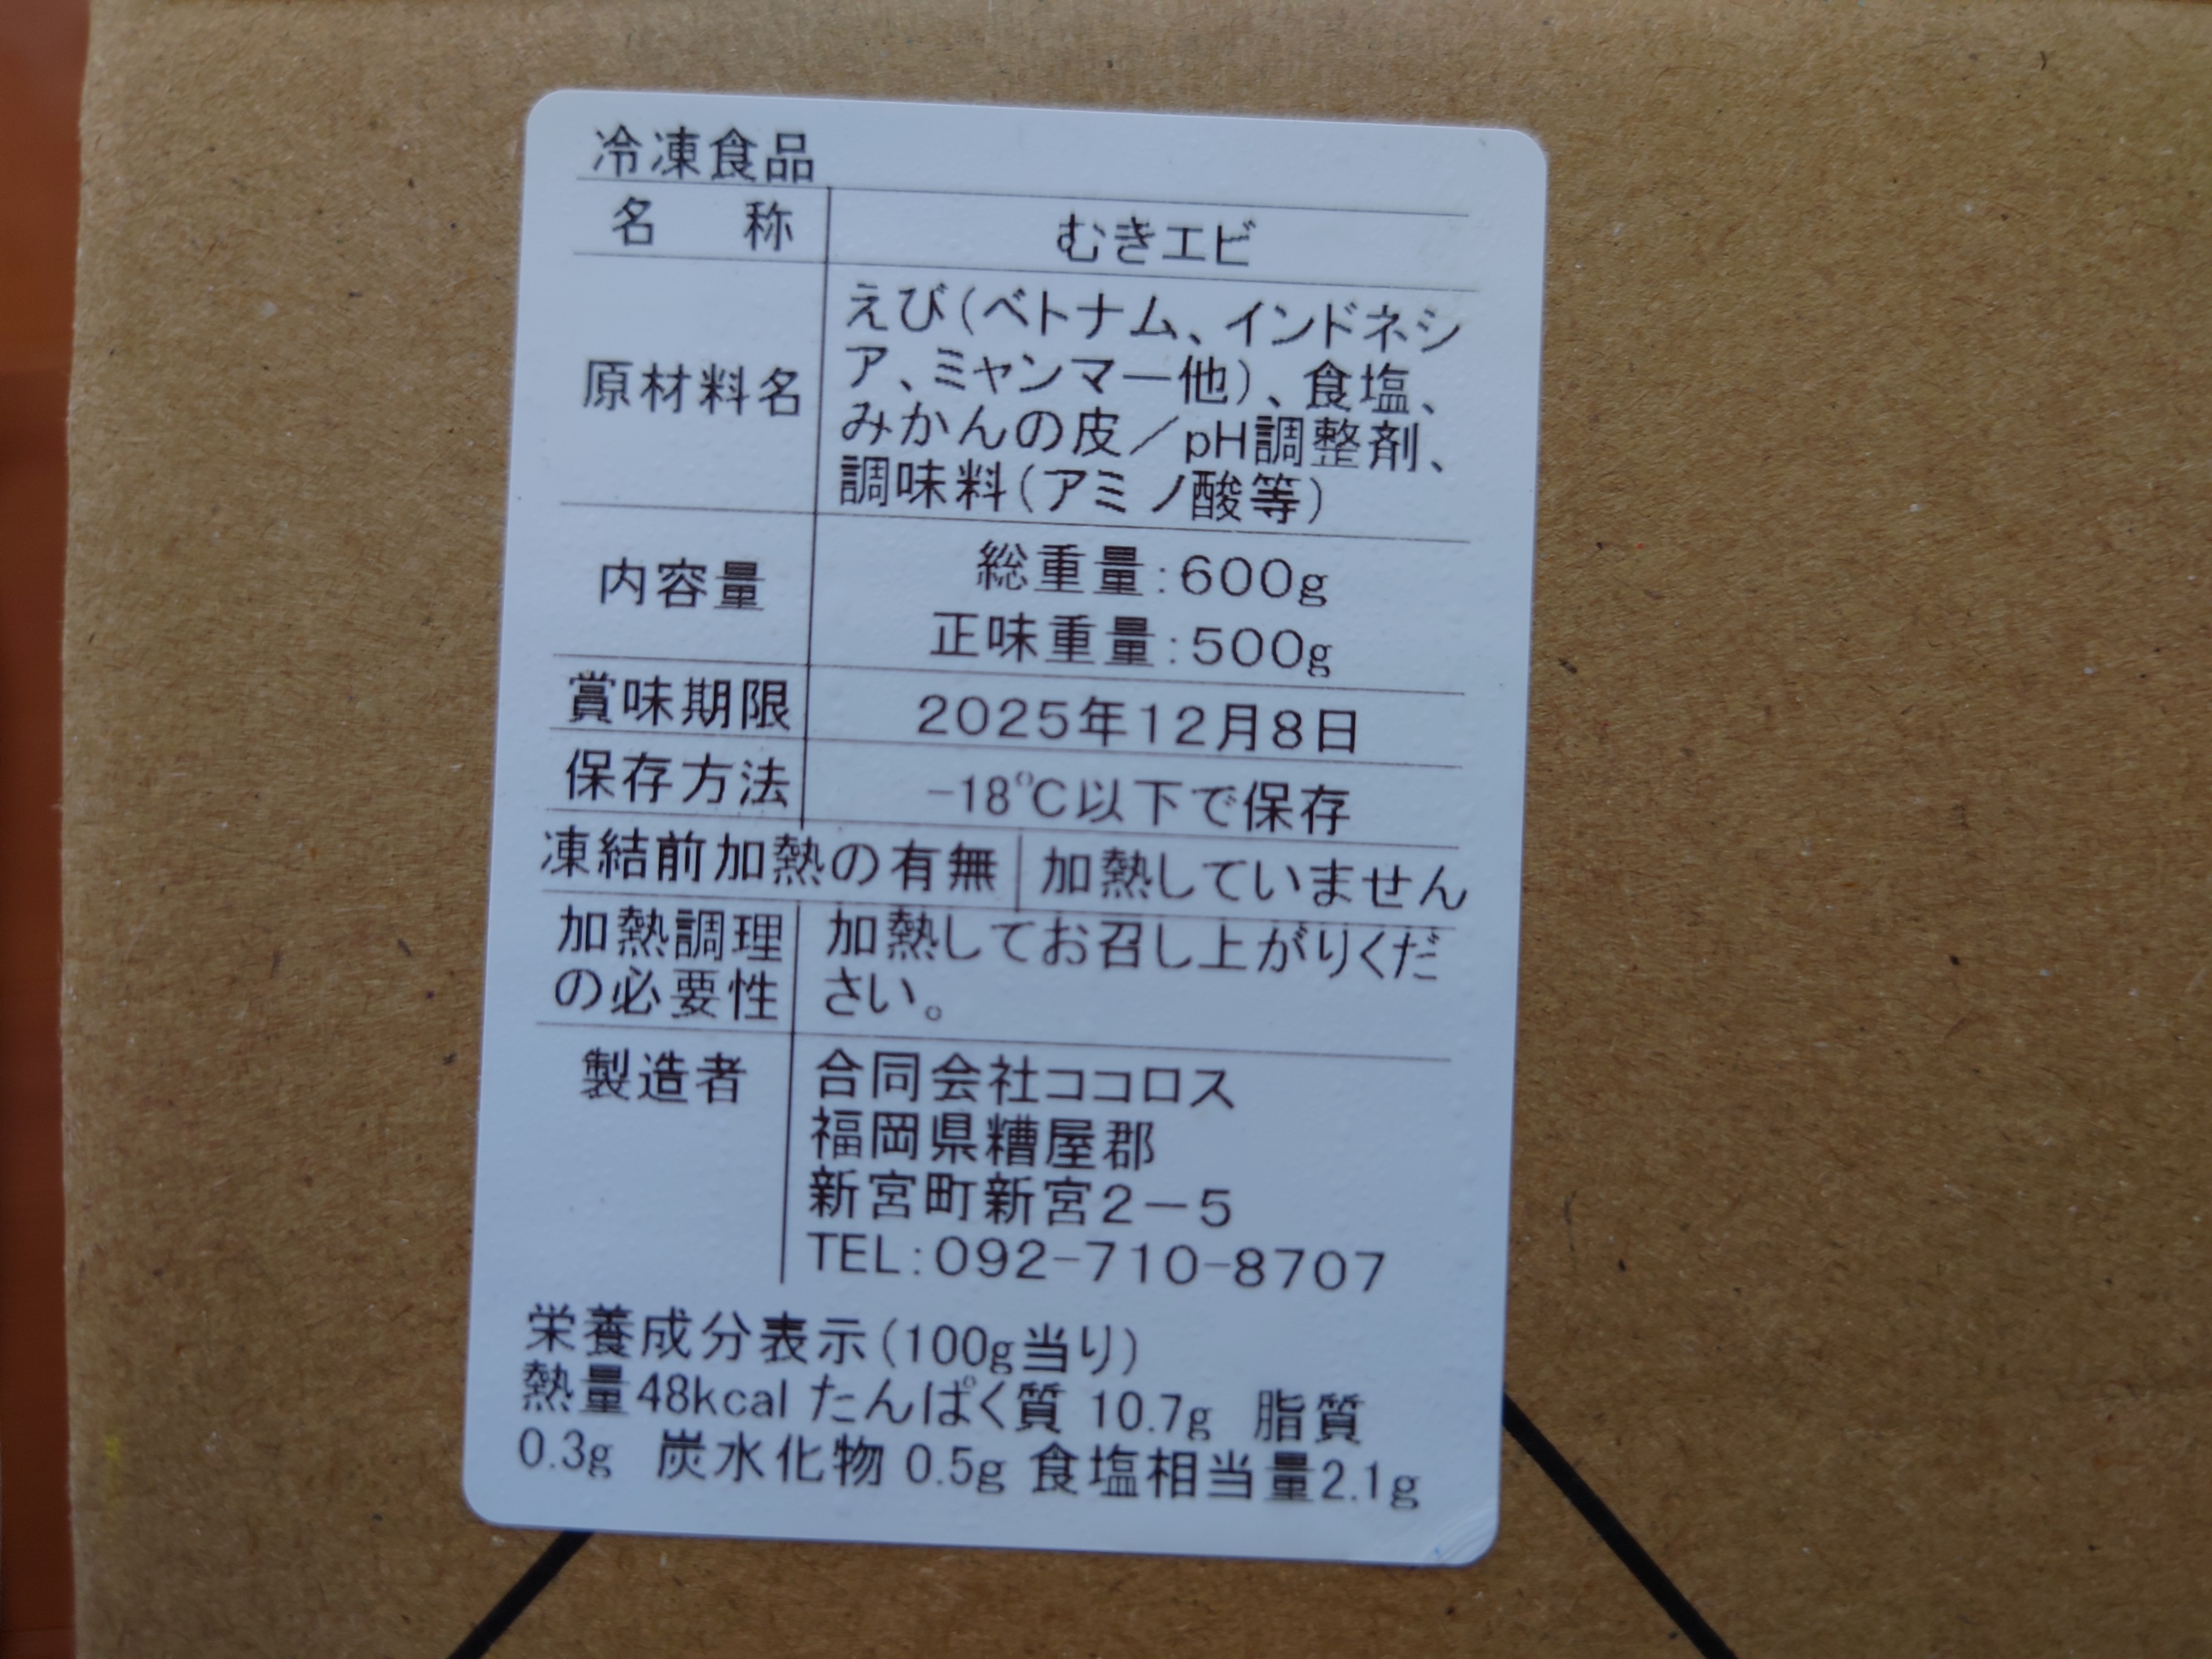 冷凍食品
名 称 むきエビ
原材料名 えび(ベトナム、インドネシ
ア、ミャンマー他)、食塩、
みかんの皮/pH調整剤、
調味料(アミノ酸等)
内容量 総重量:600g
正味重量:500g
賞味期限 2025年12月8日
保存方法 -18℃以下で保存
凍結前加熱の有無 加熱していません
加熱調理 加熱してお召し上がりくだ
の必要性 さい。
製造者 合同会社ココロス
福岡県糟屋郡
新宮町新宮2-5
TEL:092-710-8707
栄養成分表示(100g当り)
熱量48kcal たんぱく質 10.7g 脂質
0.3g 炭水化物 0.5g 食塩相当量2.1g